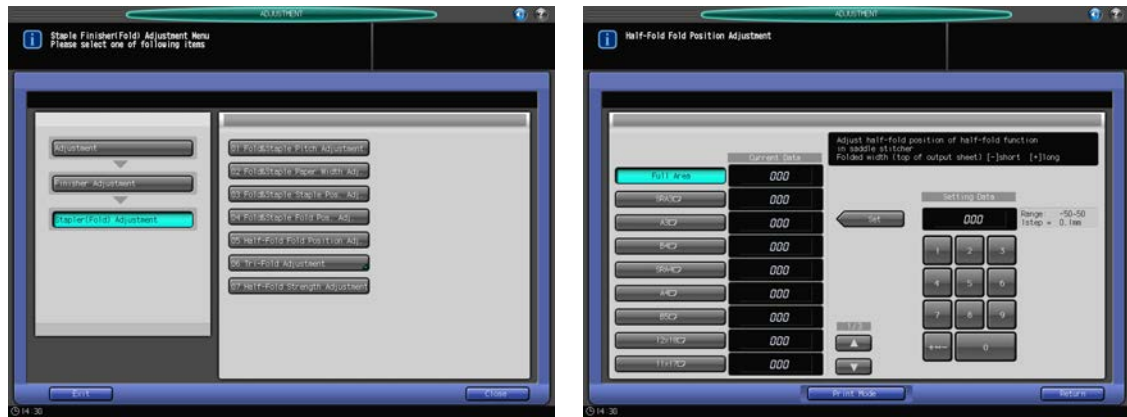 ADJUSTMENT
Staple Finisher(Fold) Adjustment Menu
Please select one of following items
Adjustment
Finisher Adjustment
Stapler(Fold) Adjustment
01 Fold&Staple Pitch Adjustment
02 Fold&Staple Paper Width Adj.
03 Fold&Staple Staple Pos. Adj.
04 Fold&Staple Fold Pos. Adj.
05 Half-Fold Fold Position Adj.
06 Tri-Fold Adjustment
07 Half-Fold Strength Adjustment
Exit
Close
14:30
ADJUSTMENT
Half-Fold Fold Position Adjustment
Adjust half-fold position of half-fold function
in saddle stitcher
Folded width (top of output sheet) [-]short [+]long
Current Data
Full Area 000
SRA3 000
A3 000
B4 000
SRA4 000
A4 000
B5 000
12x18 000
11x17 000
Set
Setting Data
000
Range -50-50
1step = 0.1mm
1 2 3
4 5 6
7 8 9
0
1/3
Print Mode
Return
14:30